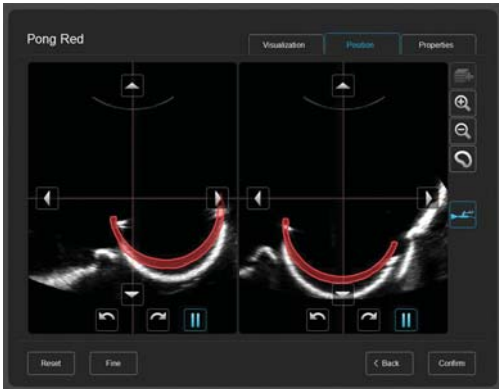 Pong Red
Visualization
Position
Properties
Reset
Fine
< Back
Confirm